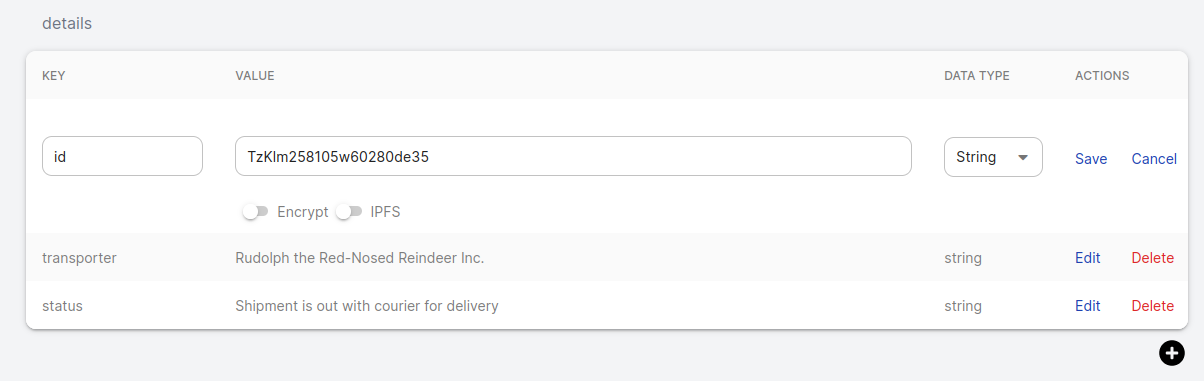 details
KEY VALUE DATA TYPE ACTIONS
id TzKlm258105w60280de35 String Save Cancel
Encrypt IPFS
transporter Rudolph the Red-Nosed Reindeer Inc. string Edit Delete
status Shipment is out with courier for delivery string Edit Delete